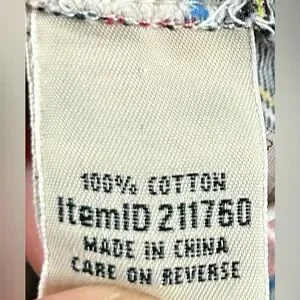 100% COTTON
ItemID 211760
MADE IN CHINA
CARE ON REVERSE